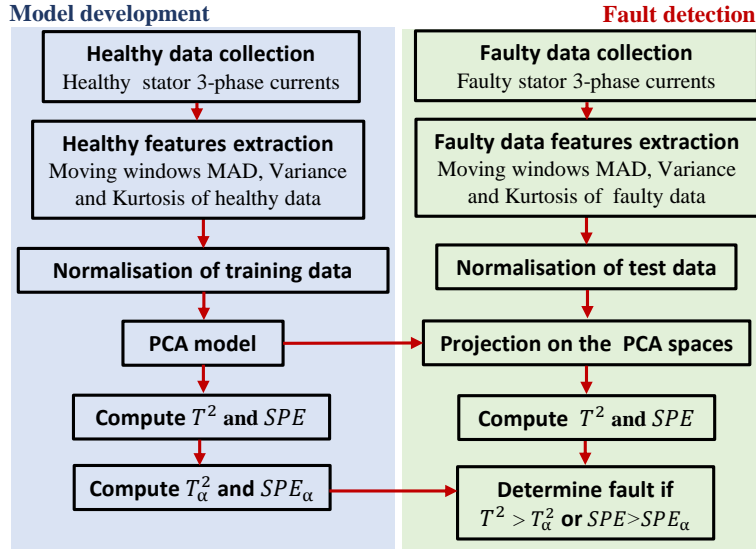 Model development
Healthy data collection
Healthy stator 3-phase currents
Healthy features extraction
Moving windows MAD, Variance
and Kurtosis of healthy data
Normalisation of training data
PCA model
Compute T² and SPE
Compute T²α and SPEα
Fault detection
Faulty data collection
Faulty stator 3-phase currents
Faulty data features extraction
Moving windows MAD, Variance
and Kurtosis of faulty data
Normalisation of test data
Projection on the PCA spaces
Compute T² and SPE
Determine fault if
T² > T²α or SPE>SPEα